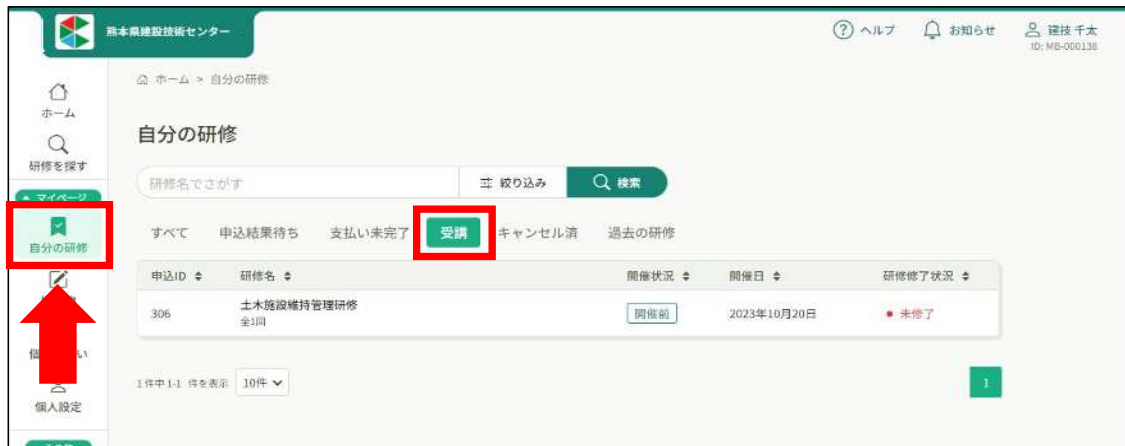 熊本県建設技術センター
ヘルプ
お知らせ
建技 千太
ID: MB-000138
ホーム > 自分の研修
ホーム
研修を探す
マイページ
自分の研修
個
い
個人設定
自分の研修
研修名でさがす
絞り込み
検索
すべて 申込結果待ち 支払い未完了 受講 キャンセル済 過去の研修
申込ID 研修名 開催状況 開催日 研修修了状況
306 土木施設維持管理研修 開催前 2023年10月20日 未修了
全1回
1 件中 1-1 件を表示 10件
1